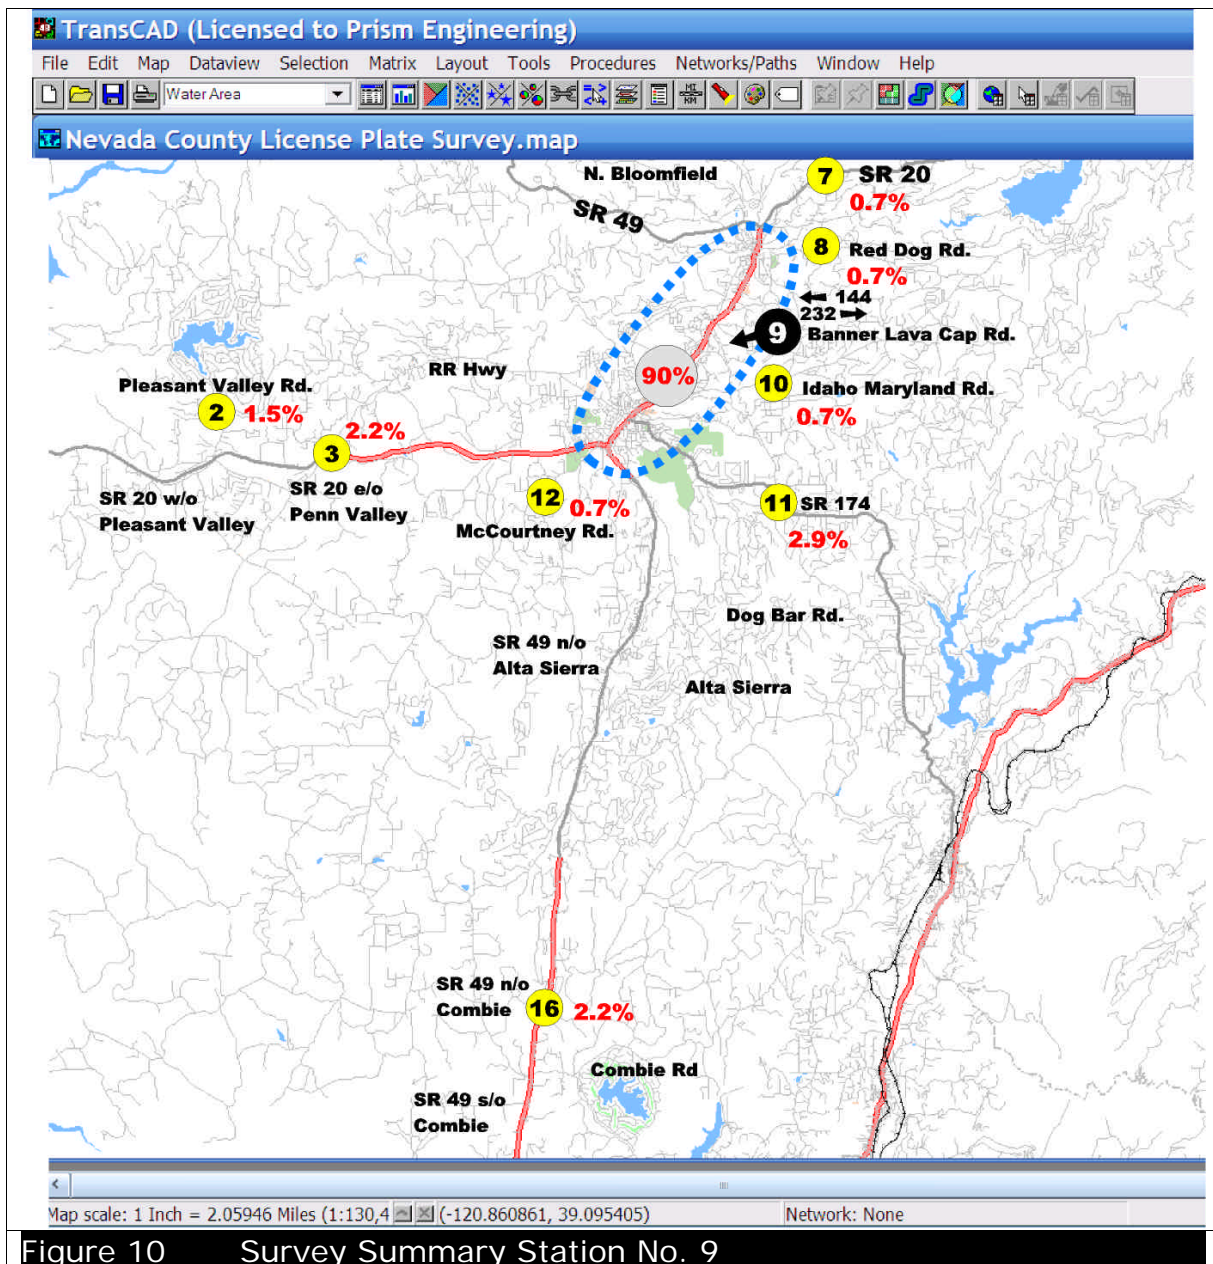 TransCAD (Licensed to Prism Engineering)
File Edit Map Dataview Selection Matrix Layout Tools Procedures Networks/Paths Window Help
Water Area
MI
KM
Nevada County License Plate Survey.map
N. Bloomfield
7 SR 20
0.7%
SR 49
8 Red Dog Rd.
0.7%
144
232
9 Banner Lava Cap Rd.
RR Hwy
90%
10 Idaho Maryland Rd.
0.7%
Pleasant Valley Rd.
2 1.5%
2.2%
3
SR 20 w/o
Pleasant Valley
SR 20 e/o
Penn Valley
12 0.7%
McCourtney Rd.
11 SR 174
2.9%
Dog Bar Rd.
SR 49 n/o
Alta Sierra
Alta Sierra
SR 49 n/o
Combie
16 2.2%
Combie Rd
SR 49 s/o
Combie
Map scale: 1 Inch = 2.05946 Miles (1:130,4 (-120.860861, 39.095405) Network: None
Figure 10 Survey Summary Station No. 9